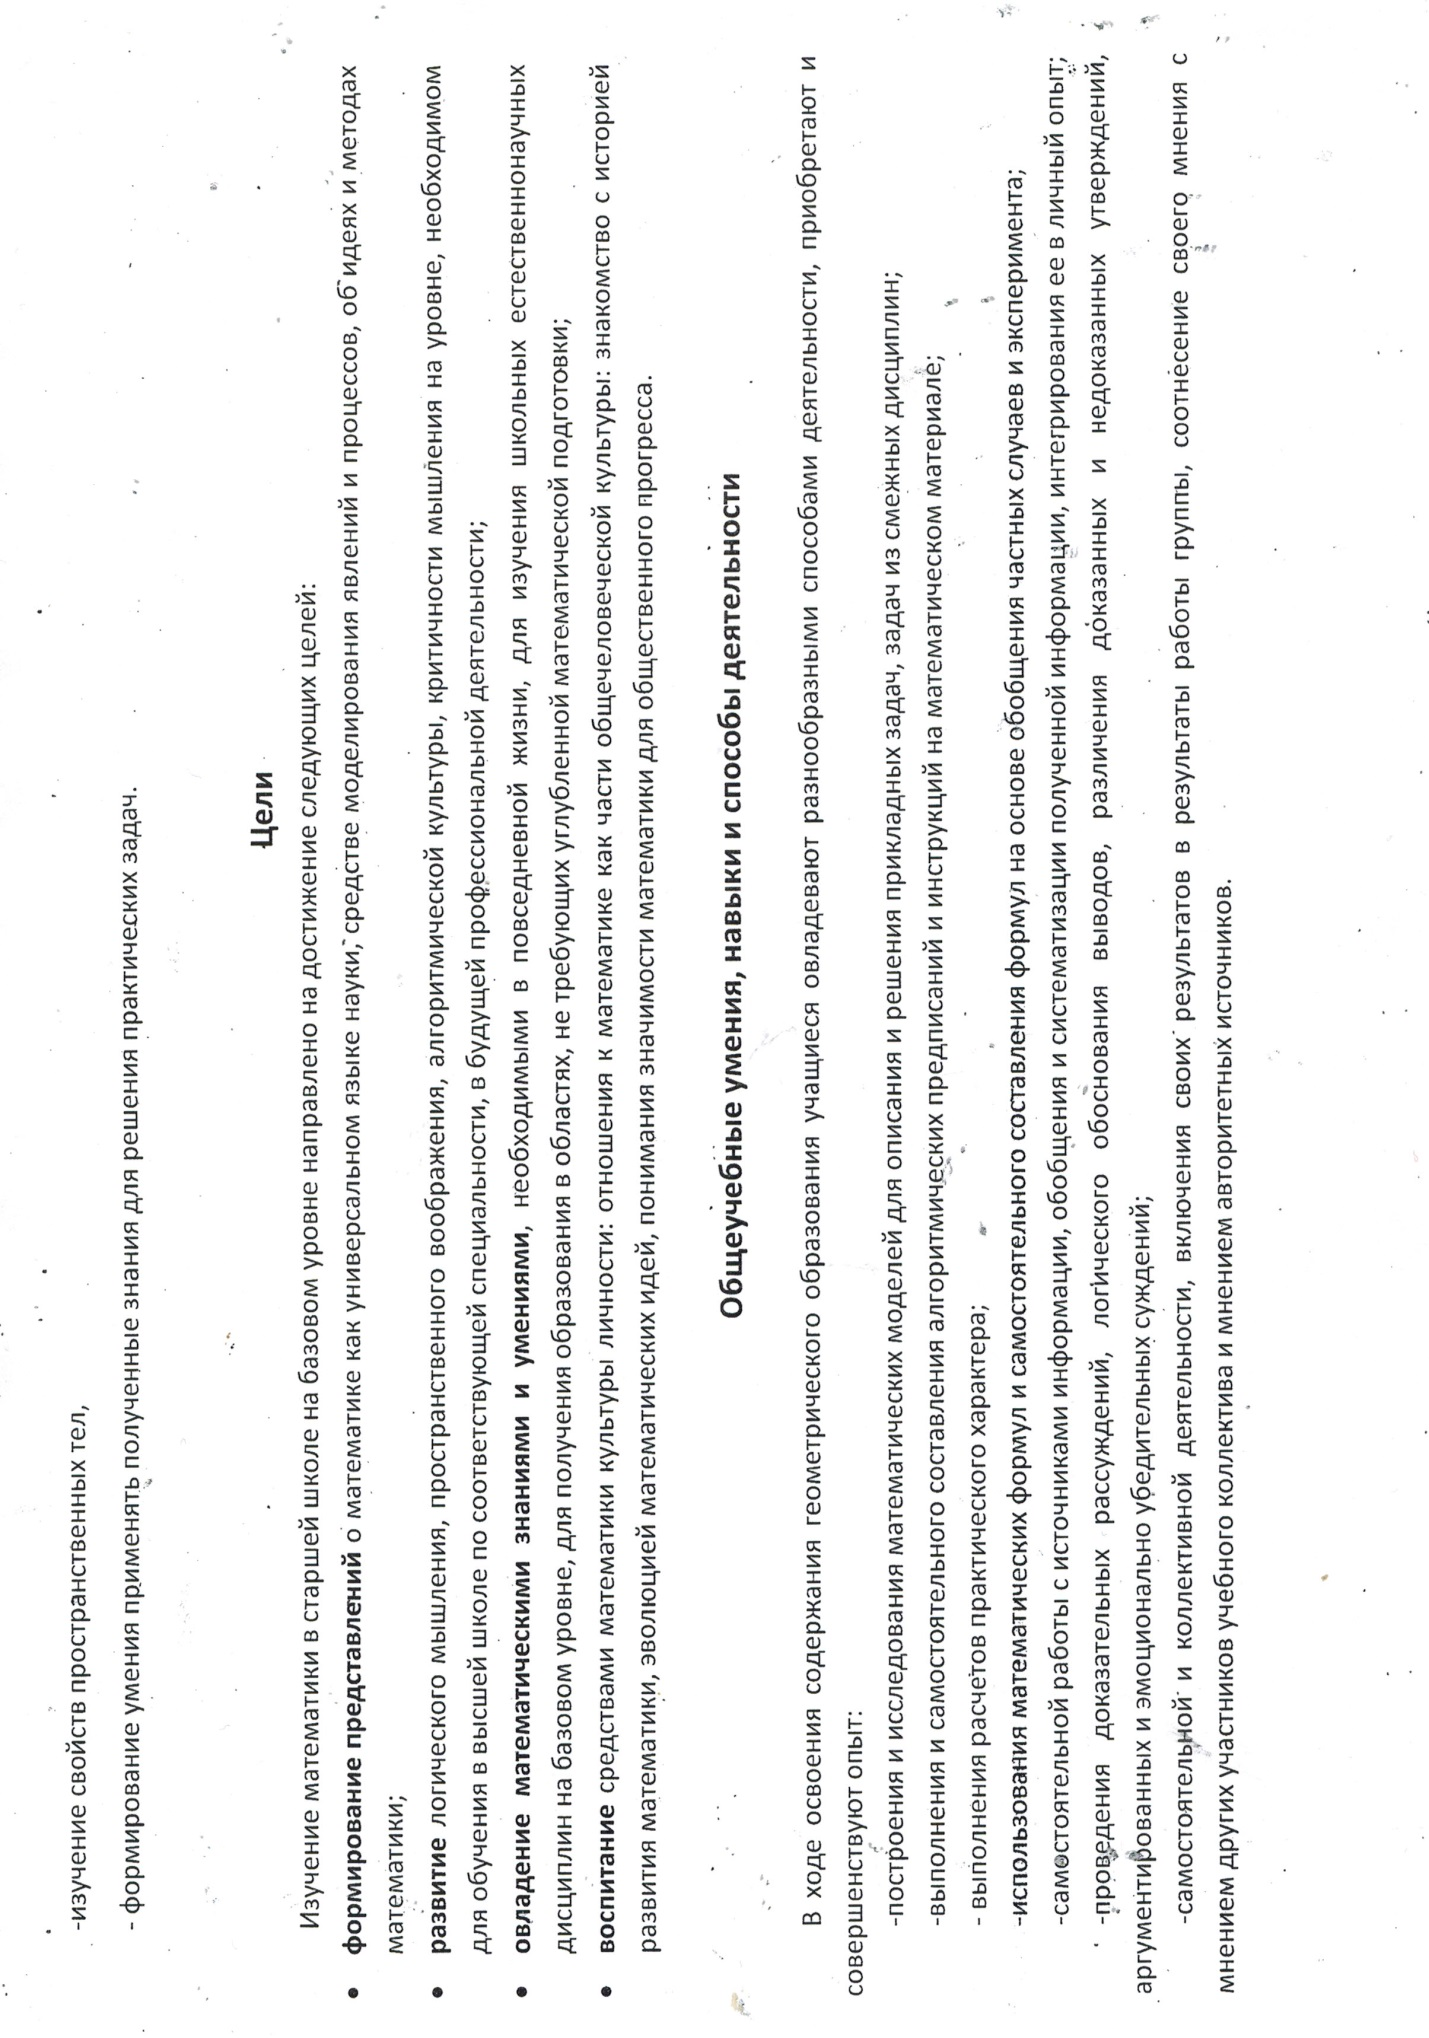 -изучение свойств пространственных тел,
- формирование умения применять полученные знания для решения практических задач.
Цели
Изучение математики в старшей школе на базовом уровне направлено на достижение следующих целей:
• формирование представлений о математике как универсальном языке науки, средстве моделирования явлений и процессов, об идеях и методах
математики;
• развитие логического мышления, пространственного воображения, алгоритмической культуры, критичности мышления на уровне, необходимом
для обучения в высшей школе по соответствующей специальности, в будущей профессиональной деятельности;
• овладение математическими знаниями и умениями, необходимыми в повседневной жизни, для изучения школьных естественнонаучных
дисциплин на базовом уровне, для получения образования в областях, не требующих углубленной математической подготовки;
• воспитание средствами математики культуры личности: отношения к математике как части общечеловеческой культуры: знакомство с историей
развития математики, эволюцией математических идей, понимания значимости математики для общественного прогресса.
Общеучебные умения, навыки и способы деятельности
В ходе освоения содержания геометрического образования учащиеся овладевают разнообразными способами деятельности, приобретают и
совершенствуют опыт:
-построения и исследования математических моделей для описания и решения прикладных задач, задач из смежных дисциплин;
-выполнения и самостоятельного составления алгоритмических предписаний и инструкций на математическом материале;
- выполнения расчетов практического характера;
-использования математических формул и самостоятельного составления формул на основе обобщения частных случаев и эксперимента;
-самостоятельной работы с источниками информации, обобщения и систематизации полученной информации, интегрирования ее в личный опыт;
-проведения доказательных рассуждений, логического обоснования выводов, различения доказанных и недоказанных утверждений,
аргументированных и эмоционально убедительных суждений;
-самостоятельной и коллективной деятельности, включения своих результатов в результаты работы группы, соотнесение своего мнения с
мнением других участников учебного коллектива и мнением авторитетных источников.